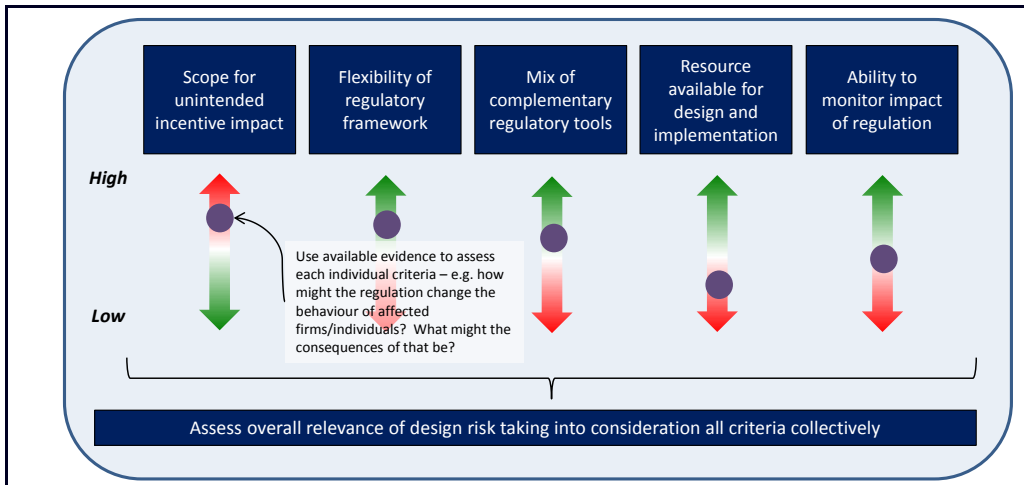 Scope for
unintended
incentive impact
Flexibility of
regulatory
framework
Mix of
complementary
regulatory tools
Resource
available for
design and
implementation
Ability to
monitor impact
of regulation
High
Low
Use available evidence to assess
each individual criteria – e.g. how
might the regulation change the
behaviour of affected
firms/individuals? What might the
consequences of that be?
Assess overall relevance of design risk taking into consideration all criteria collectively